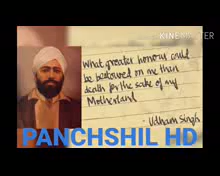 KINEMASTER
What greater honour could
be bestowed on me than
death for the sake of my
Motherland
- Udham Singh
PANCHSHIL HD